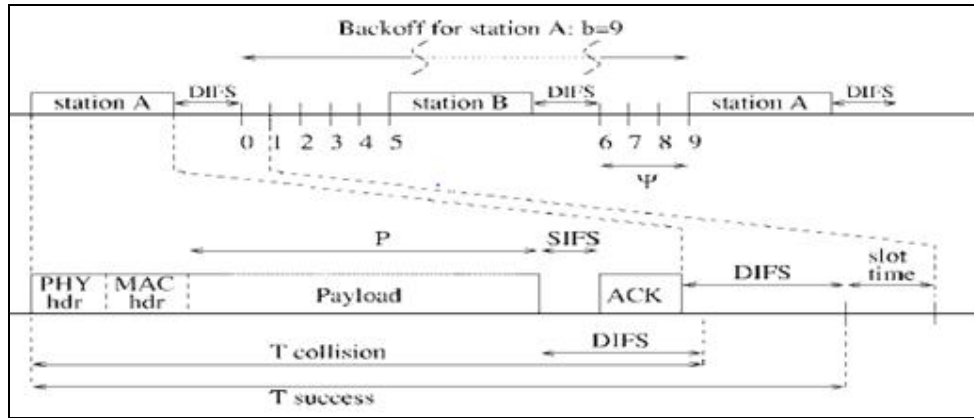 Backoff for station A: b=9
station A DIFS station B DIFS station A DIFS
0 1 2 3 4 5 6 7 8 9
Ψ
P SIFS
PHY hdr MAC hdr Payload ACK DIFS slot time
DIFS
T collision
T success